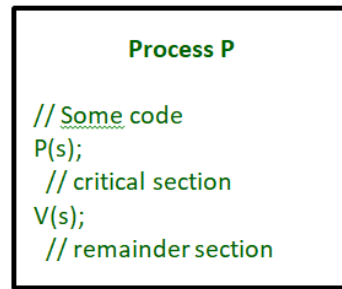 Process P
// Some code
P(s);
// critical section
V(s);
// remainder section